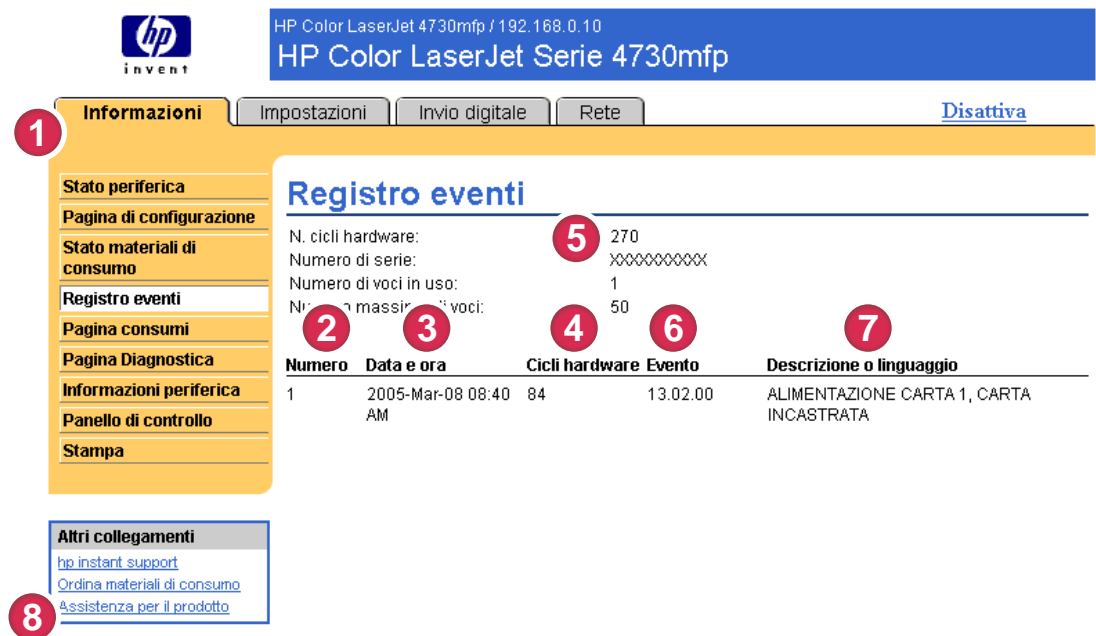 hp
invent
HP Color LaserJet 4730mfp / 192.168.0.10
HP Color LaserJet Serie 4730mfp
1
Informazioni
Impostazioni
Invio digitale
Rete
Disattiva
Stato periferica
Pagina di configurazione
Stato materiali di
consumo
Registro eventi
Pagina consumi
Pagina Diagnostica
Informazioni periferica
Panello di controllo
Stampa
Registro eventi
5
N. cicli hardware: 270
Numero di serie: XXXXXXXXXX
Numero di voci in uso: 1
massi voci: 50
2 3 4 6 7
Numero Data e ora Cicli hardware Evento Descrizione o linguaggio
1 2005-Mar-08 08:40 84 13.02.00 ALIMENTAZIONE CARTA 1, CARTA
AM INCASTRATA
Altri collegamenti
hp instant support
Ordina materiali di consumo
Assistenza per il prodotto
8